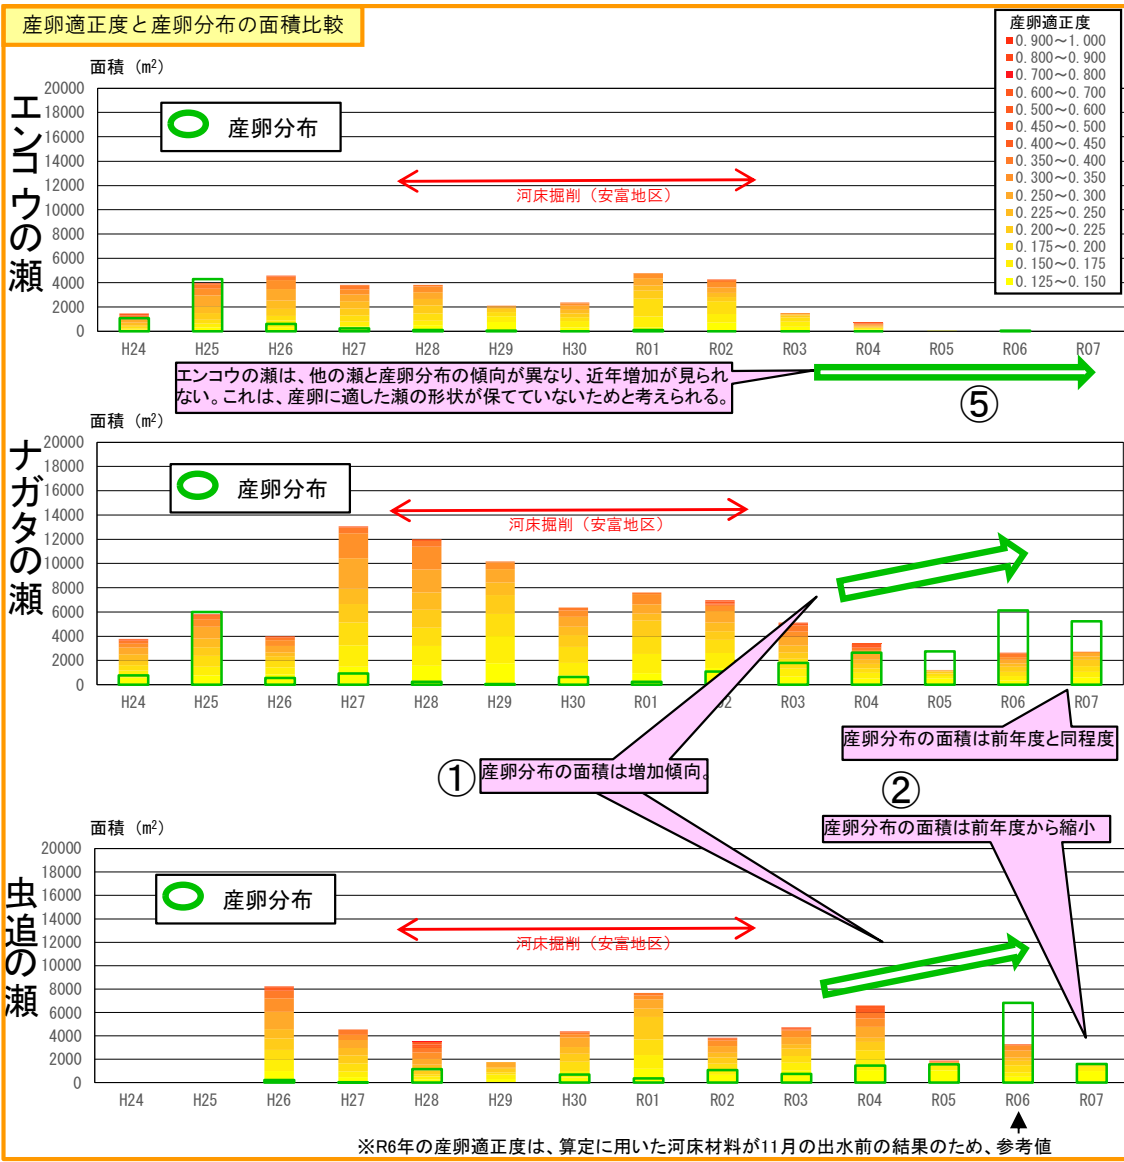 産卵適正度と産卵分布の面積比較
産卵適正度
0.900～1.000
0.800～0.900
0.700～0.800
0.600～0.700
0.500～0.600
0.450～0.500
0.400～0.450
0.350～0.400
0.300～0.350
0.250～0.300
0.225～0.250
0.200～0.225
0.175～0.200
0.150～0.175
0.125～0.150
エンコウの瀬
面積（m²）
20000
18000
16000
14000
12000
10000
8000
6000
4000
2000
0
産卵分布
河床掘削（安富地区）
H24 H25 H26 H27 H28 H29 H30 R01 R02 R03 R04 R05 R06 R07
エンコウの瀬は、他の瀬と産卵分布の傾向が異なり、近年増加が見られ
ない。これは、産卵に適した瀬の形状が保てていないためと考えられる。
⑤
ナガタの瀬
面積（m²）
20000
18000
16000
14000
12000
10000
8000
6000
4000
2000
0
産卵分布
河床掘削（安富地区）
H24 H25 H26 H27 H28 H29 H30 R01 R02 R03 R04 R05 R06 R07
産卵分布の面積は前年度と同程度
①
産卵分布の面積は増加傾向。
②
産卵分布の面積は前年度から縮小
虫追の瀬
面積（m²）
20000
18000
16000
14000
12000
10000
8000
6000
4000
2000
0
産卵分布
河床掘削（安富地区）
H24 H25 H26 H27 H28 H29 H30 R01 R02 R03 R04 R05 R06 R07
※R6年の産卵適正度は、算定に用いた河床材料が11月の出水前の結果のため、参考値